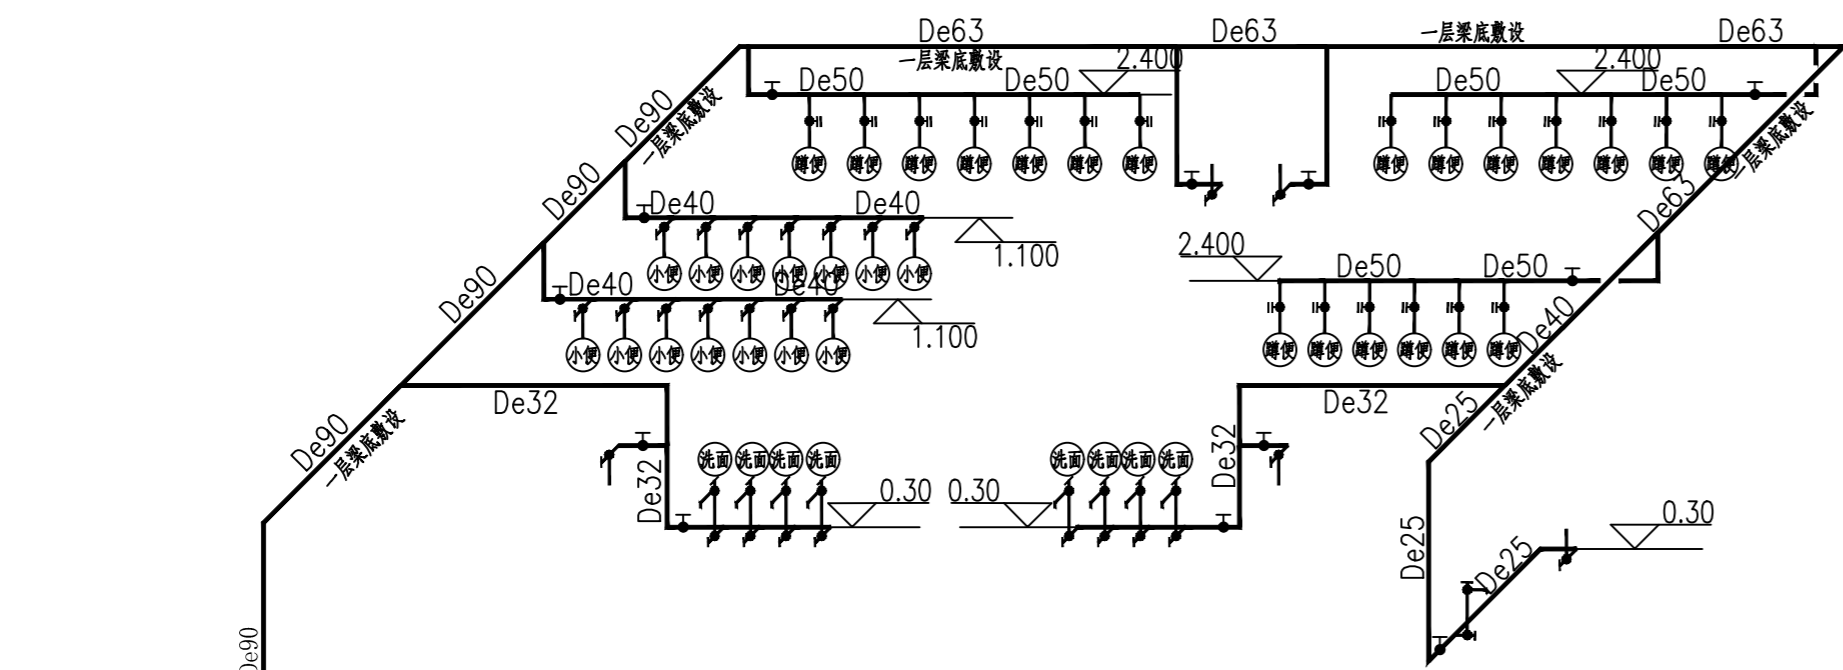 De63
De63
一层梁底敷设
De63
一层梁底敷设
2.400
2.400
De50
De50
De50
De50
De90
一层梁底敷设
一层梁底敷设
蹲便 蹲便 蹲便 蹲便 蹲便 蹲便 蹲便
蹲便 蹲便 蹲便 蹲便 蹲便 蹲便 蹲便
De90
De40
De40
De63
1.100
2.400
小便 小便 小便 小便 小便 小便 小便
De50
De50
De90
De40
De40
1.100
De40
小便 小便 小便 小便 小便 小便 小便
蹲便 蹲便 蹲便 蹲便 蹲便 蹲便
De32
De32
De25
一层梁底敷设
De90
一层梁底敷设
洗面 洗面 洗面 洗面
洗面 洗面 洗面 洗面
De32
De32
0.30
0.30
0.30
De25
De25
De90